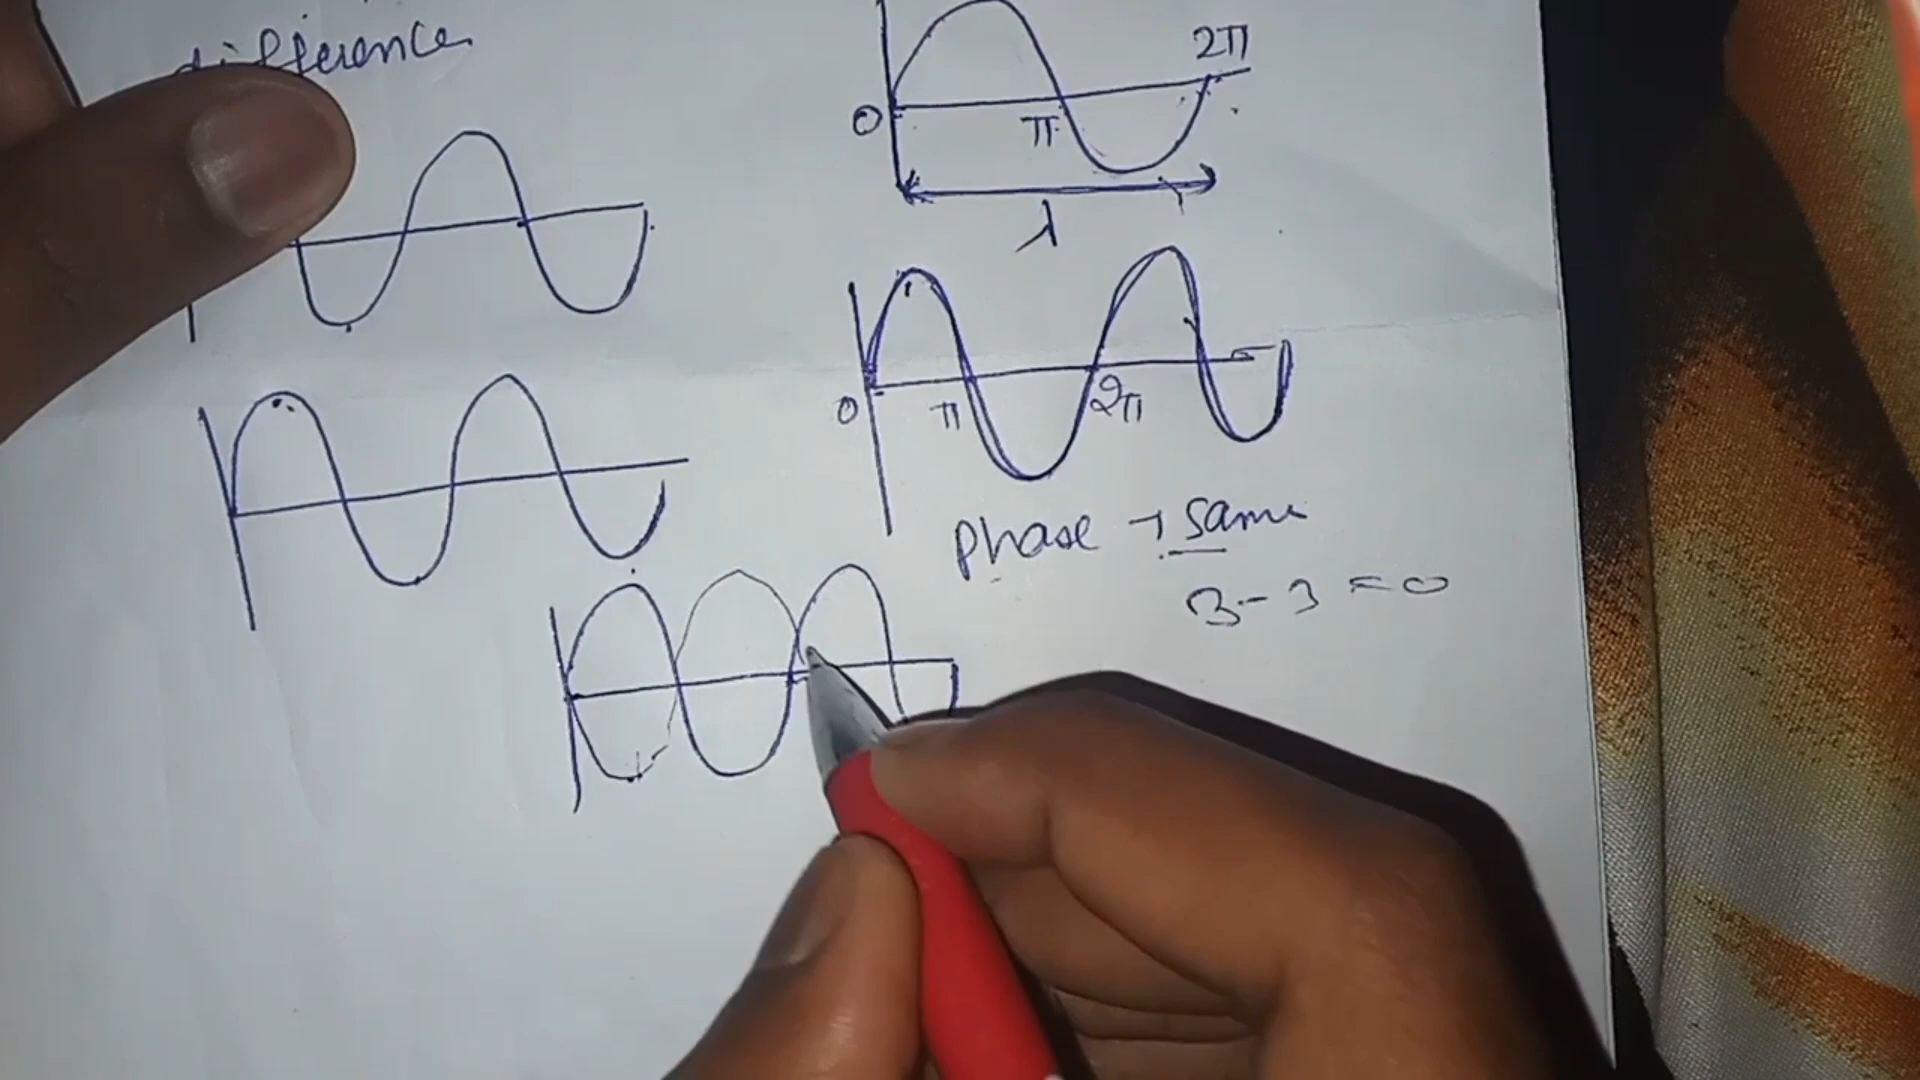 difference
2π
0
π
λ
0 π 2π
phase → same
3 - 3 = 0